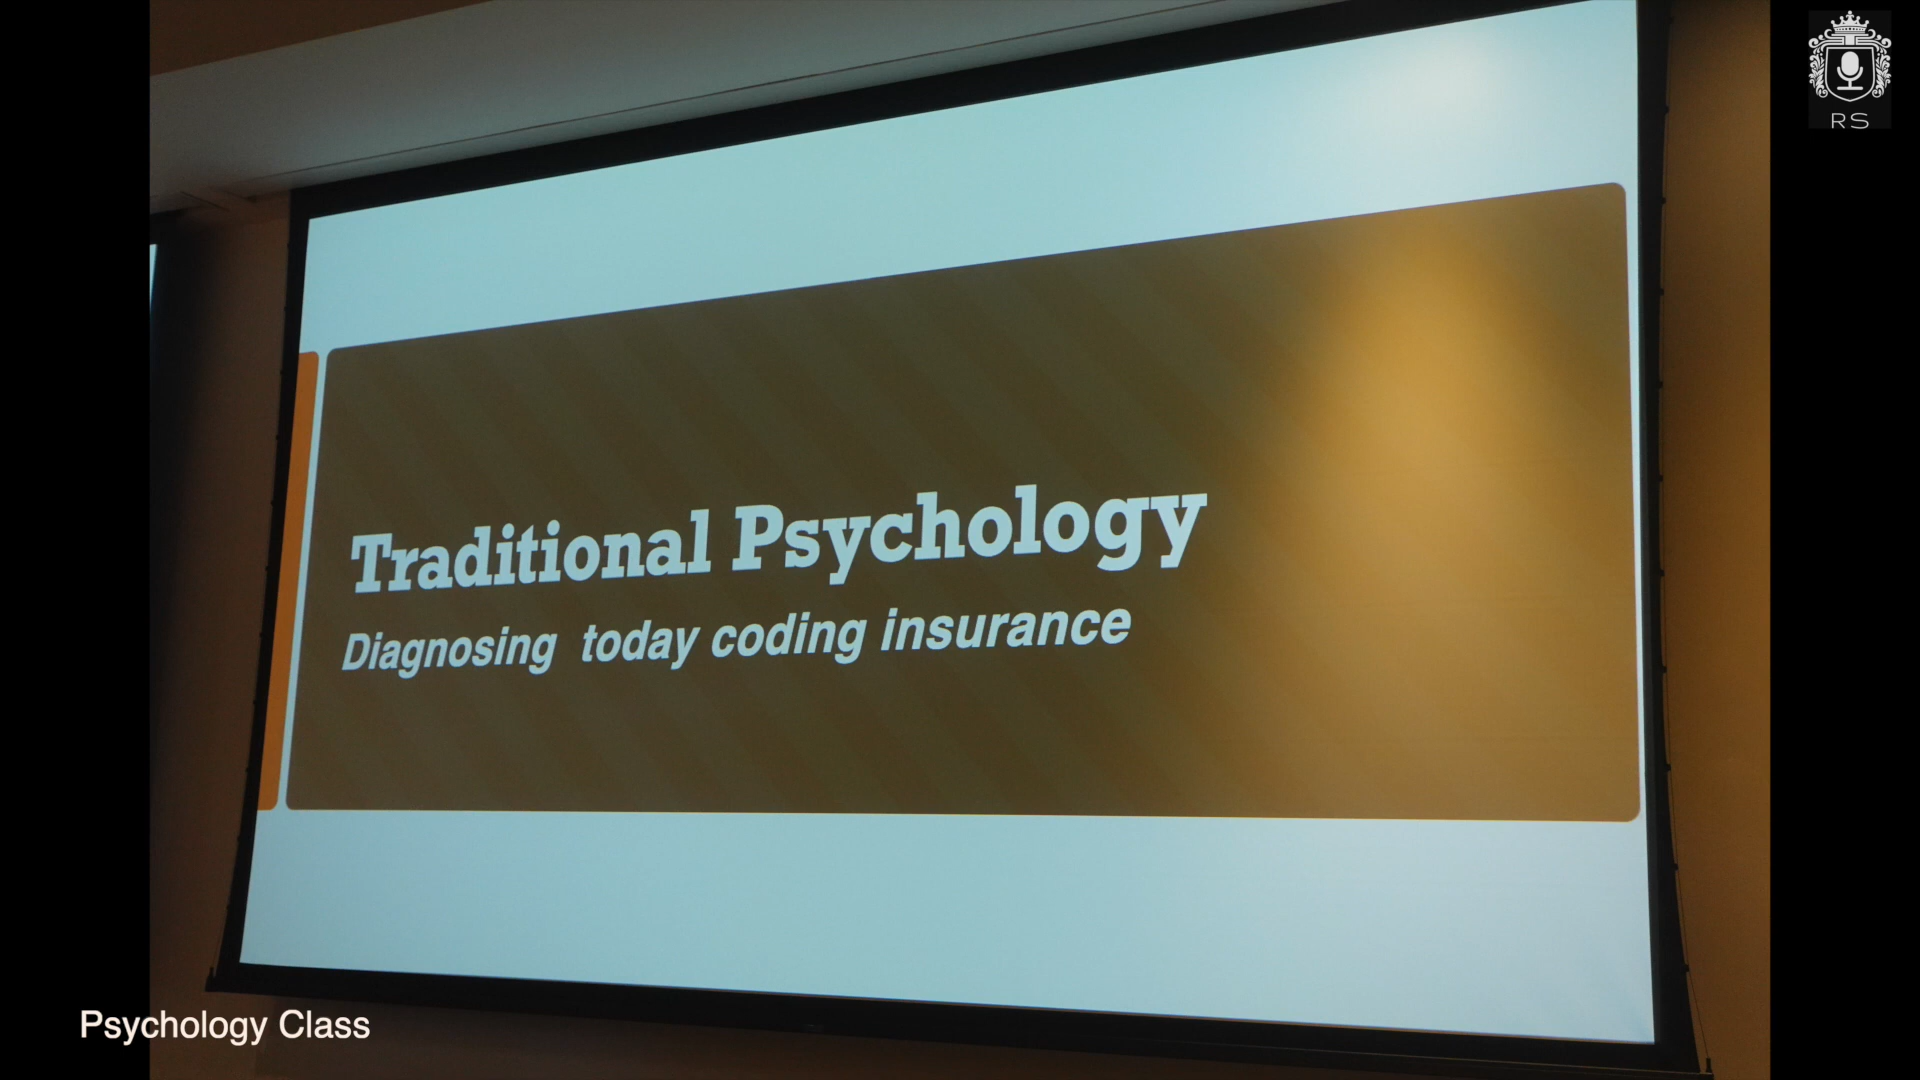 RS
Traditional Psychology
Diagnosing  today coding insurance
Psychology Class